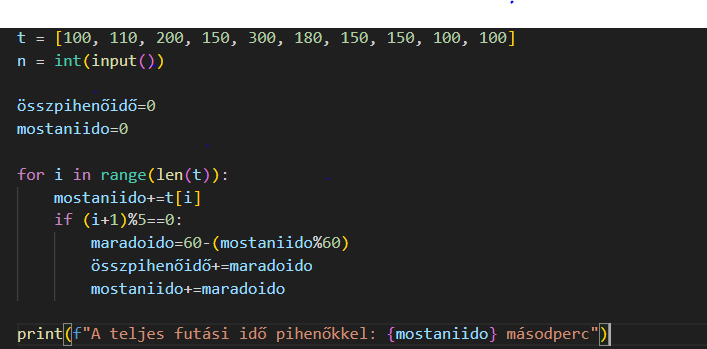 t = [100, 110, 200, 150, 300, 180, 150, 150, 100, 100]
n = int(input())
összpihenőidő=0
mostaniido=0
for i in range(len(t)):
    mostaniido+=t[i]
    if (i+1)%5==0:
        maradoido=60-(mostaniido%60)
        összpihenőidő+=maradoido
        mostaniido+=maradoido
print(f"A teljes futási idő pihenőkkel: {mostaniido} másodperc")